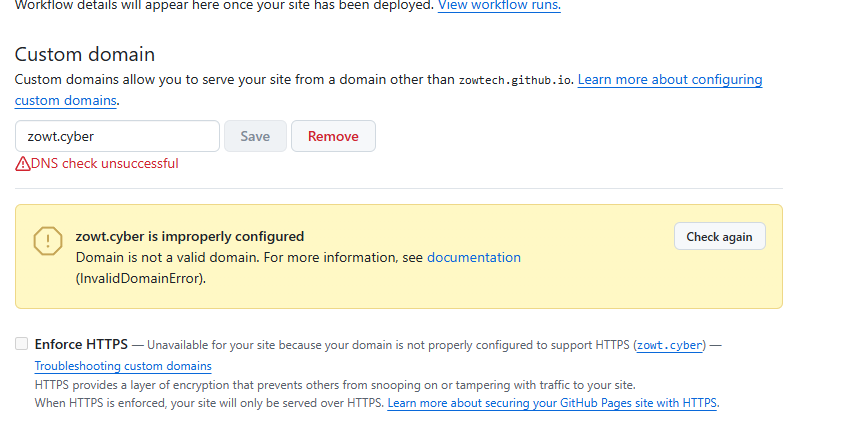 Workflow details will appear here once your site has been deployed. View workflow runs.
Custom domain
Custom domains allow you to serve your site from a domain other than zowtech.github.io. Learn more about configuring
custom domains.
zowt.cyber Save Remove
DNS check unsuccessful
zowt.cyber is improperly configured
Check again
Domain is not a valid domain. For more information, see documentation
(InvalidDomainError).
Enforce HTTPS — Unavailable for your site because your domain is not properly configured to support HTTPS (zowt.cyber) —
Troubleshooting custom domains
HTTPS provides a layer of encryption that prevents others from snooping on or tampering with traffic to your site.
When HTTPS is enforced, your site will only be served over HTTPS. Learn more about securing your GitHub Pages site with HTTPS.